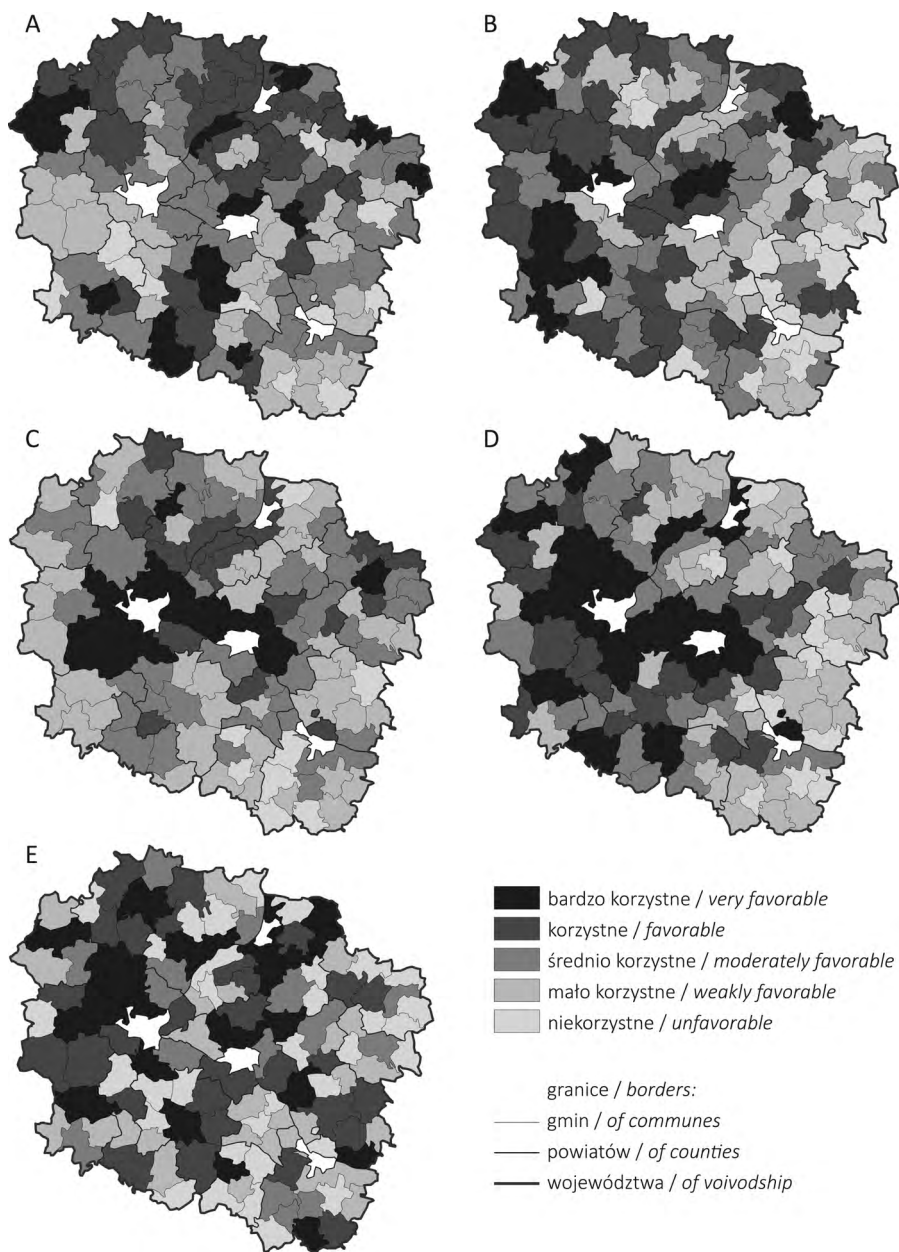 A
B
C
D
E
bardzo korzystne / very favorable
korzystne / favorable
średnio korzystne / moderately favorable
mało korzystne / weakly favorable
niekorzystne / unfavorable
granice / borders:
gmin / of communes
powiatów / of counties
województwa / of voivodship